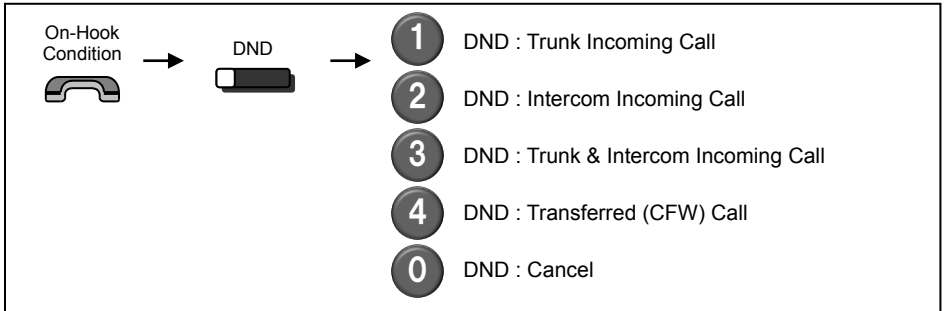 On-Hook
Condition
DND
1 DND : Trunk Incoming Call
2 DND : Intercom Incoming Call
3 DND : Trunk & Intercom Incoming Call
4 DND : Transferred (CFW) Call
0 DND : Cancel